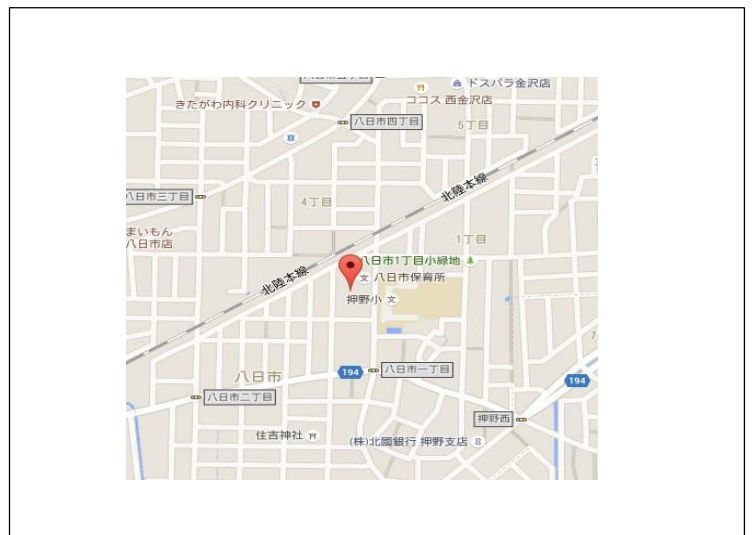 ドスパラ金沢店
きたがわ内科クリニック
ココス 西金沢店
八日市四丁目
5丁目
八日市三丁目
4丁目
北陸本線
まいもん
八日市店
1丁目
八日市1丁目小緑地
八日市保育所
北陸本線
押野小
八日市
194
八日市一丁目
194
八日市二丁目
押野西
住吉神社
(株)北國銀行 押野支店